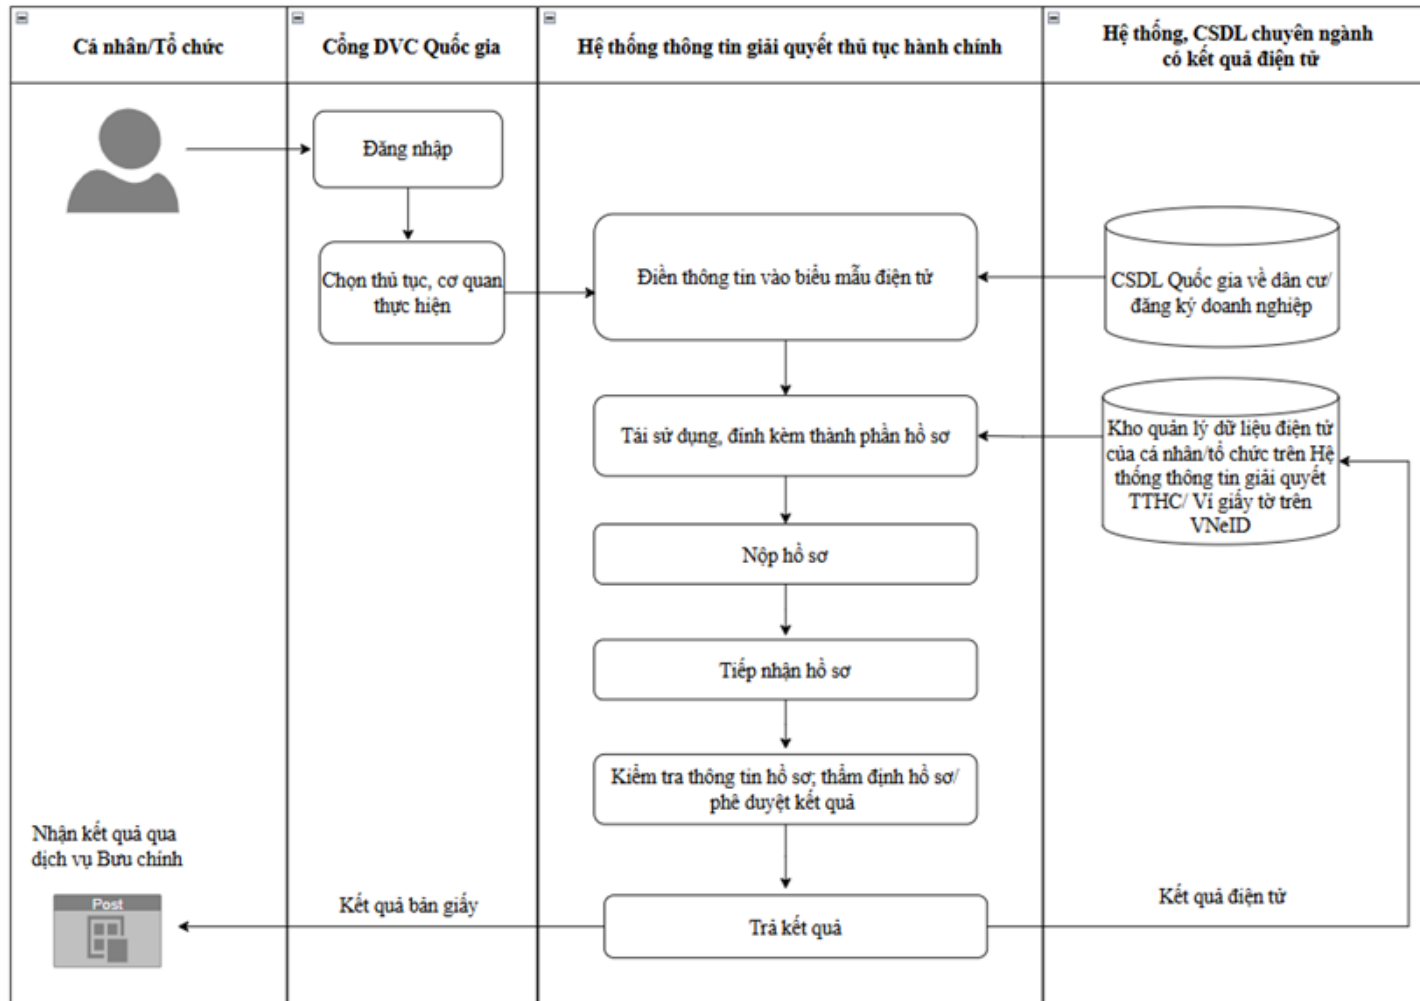 Cá nhân/Tổ chức
Cổng DVC Quốc gia
Hệ thống thông tin giải quyết thủ tục hành chính
Hệ thống, CSDL chuyên ngành
có kết quả điện tử
Đăng nhập
Chọn thủ tục, cơ quan
thực hiện
Điền thông tin vào biểu mẫu điện tử
CSDL Quốc gia về dân cư/
đăng ký doanh nghiệp
Tái sử dụng, đính kèm thành phần hồ sơ
Kho quản lý dữ liệu điện tử
của cá nhân/tổ chức trên Hệ
thống thông tin giải quyết
TTHC/ Ví giấy tờ trên
VNeID
Nộp hồ sơ
Tiếp nhận hồ sơ
Kiểm tra thông tin hồ sơ; thẩm định hồ sơ/
phê duyệt kết quả
Nhận kết quả qua
dịch vụ Bưu chính
Post
Kết quả bản giấy
Trả kết quả
Kết quả điện tử